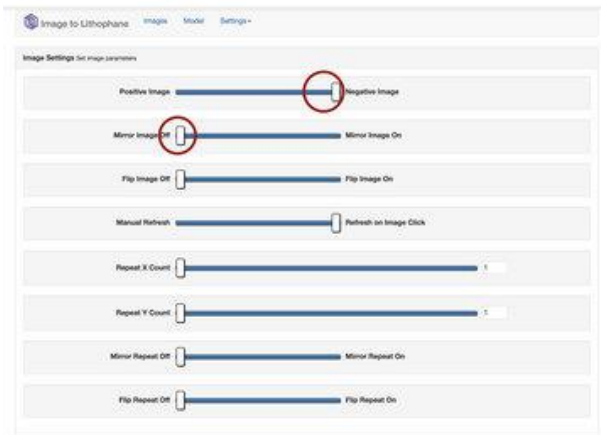 Image to Lithophane Images Model Settings
Image Settings Set image parameters
Positive Image Negative Image
Mirror Image Off Mirror Image On
Flip Image Off Flip Image On
Manual Refresh Refresh on Image Click
Repeat X Count 1
Repeat Y Count 1
Mirror Repeat Off Mirror Repeat On
Flip Repeat Off Flip Repeat On